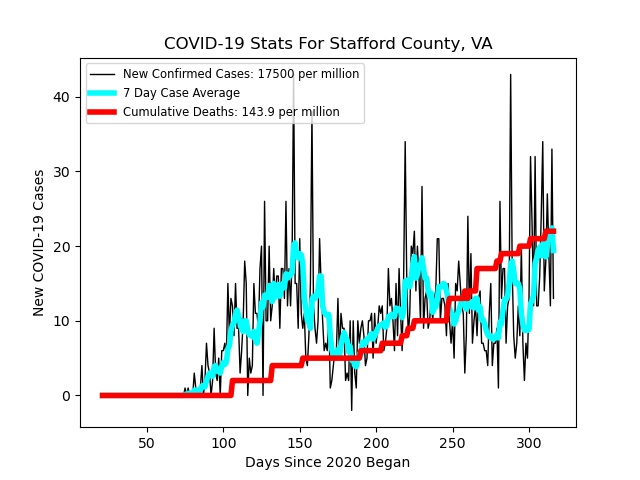 COVID-19 Stats For Stafford County, VA
New Confirmed Cases: 17500 per million
7 Day Case Average
Cumulative Deaths: 143.9 per million
New COVID-19 Cases
40
30
20
10
0
50 100 150 200 250 300
Days Since 2020 Began